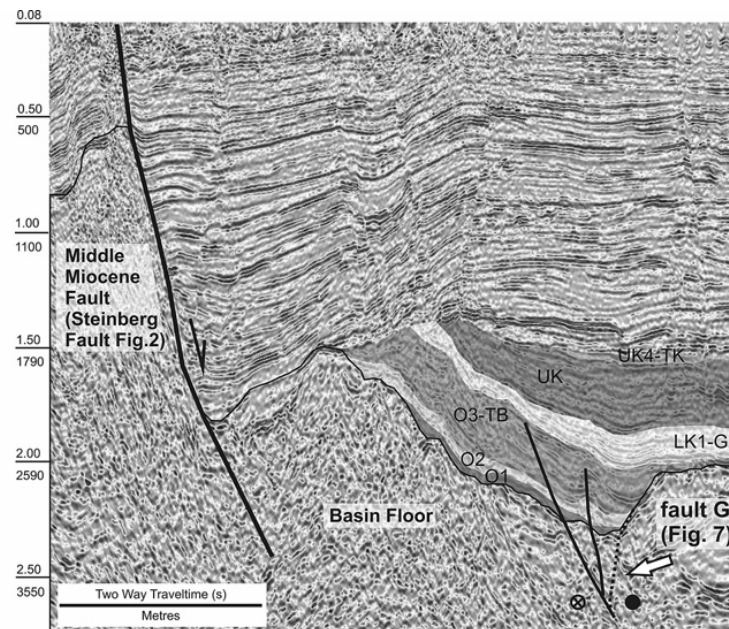 0.08
0.50
500
1.00
1100
Middle
Miocene
Fault
(Steinberg
Fault Fig.2)
1.50
1790
UK4-TK
UK
O3-TB
LK1-G
2.00
2590
O2
O1
Basin Floor
fault G
(Fig. 7)
2.50
3550
Two Way Traveltime (s)
Metres